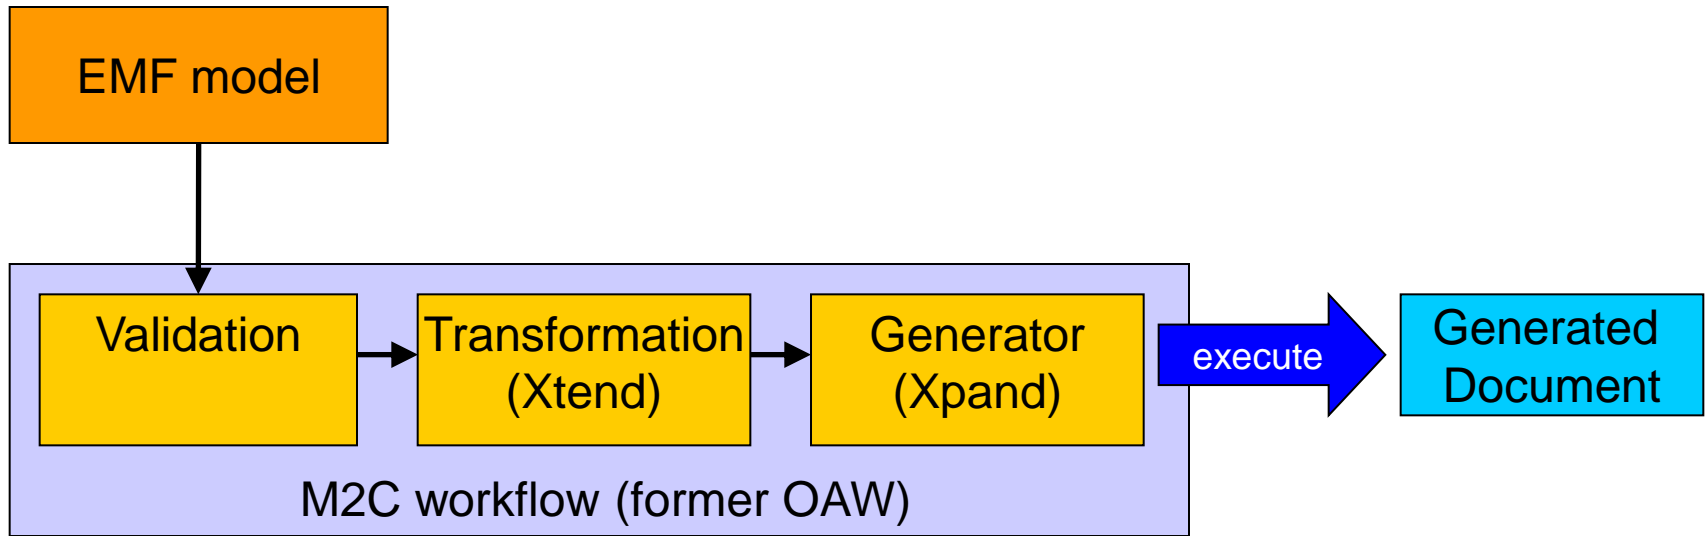 EMF model
Validation
Transformation
(Xtend)
Generator
(Xpand)
execute
Generated
Document
M2C workflow (former OAW)